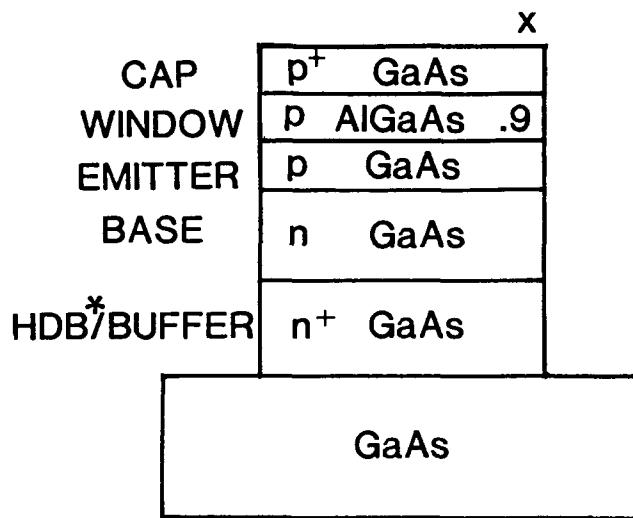 x
CAP p+ GaAs
WINDOW p AlGaAs .9
EMITTER p GaAs
BASE n GaAs
HDB*/BUFFER n+ GaAs
GaAs